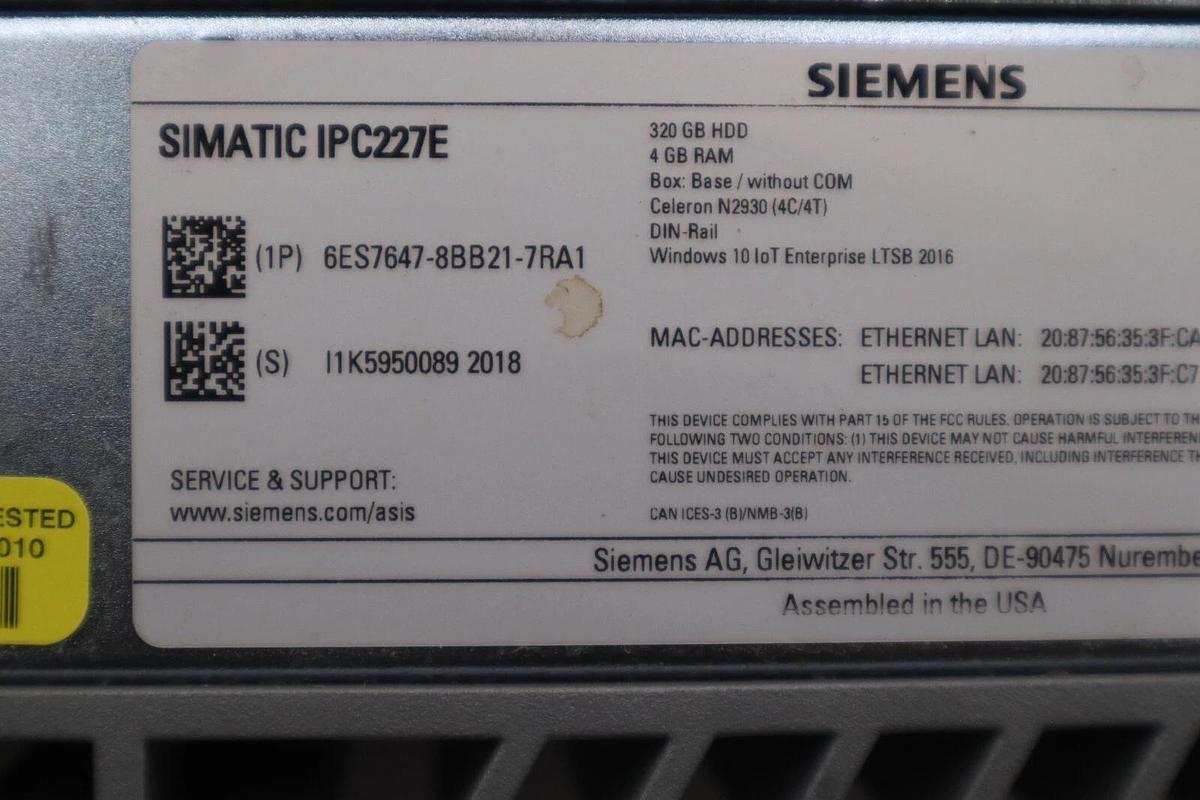 SIEMENS
SIMATIC IPC227E
320 GB HDD
4 GB RAM
Box: Base / without COM
Celeron N2930 (4C/4T)
DIN-Rail
Windows 10 IoT Enterprise LTSB 2016
(1P) 6ES7647-8BB21-7RA1
(S) I1K5950089 2018
MAC-ADDRESSES: ETHERNET LAN: 20:87:56:35:3F:CA
ETHERNET LAN: 20:87:56:35:3F:C7
THIS DEVICE COMPLIES WITH PART 15 OF THE FCC RULES. OPERATION IS SUBJECT TO TH
FOLLOWING TWO CONDITIONS: (1) THIS DEVICE MAY NOT CAUSE HARMFUL INTERFEREN
THIS DEVICE MUST ACCEPT ANY INTERFERENCE RECEIVED, INCLUDING INTERFERENCE TH
CAUSE UNDESIRED OPERATION.
CAN ICES-3 (B)/NMB-3(B)
SERVICE & SUPPORT:
www.siemens.com/asis
ESTED
010
Siemens AG, Gleiwitzer Str. 555, DE-90475 Nurembe
Assembled in the USA